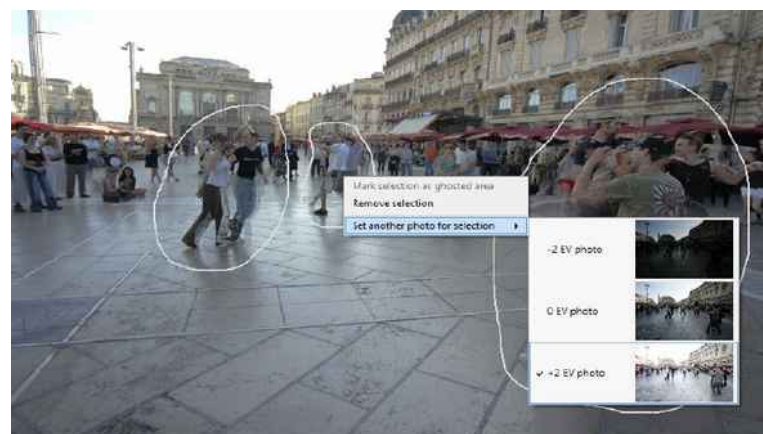 Mark selection as ghosted area
Remove selection
Set another photo for selection
-2 EV photo
0 EV photo
+2 EV photo